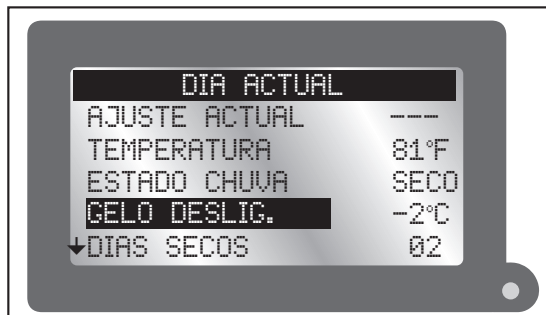 DIA ACTUAL
AJUSTE ACTUAL ---
TEMPERATURA 81°F
ESTADO CHUVA SECO
GELO DESLIG. -2°C
DIAS SECOS 02